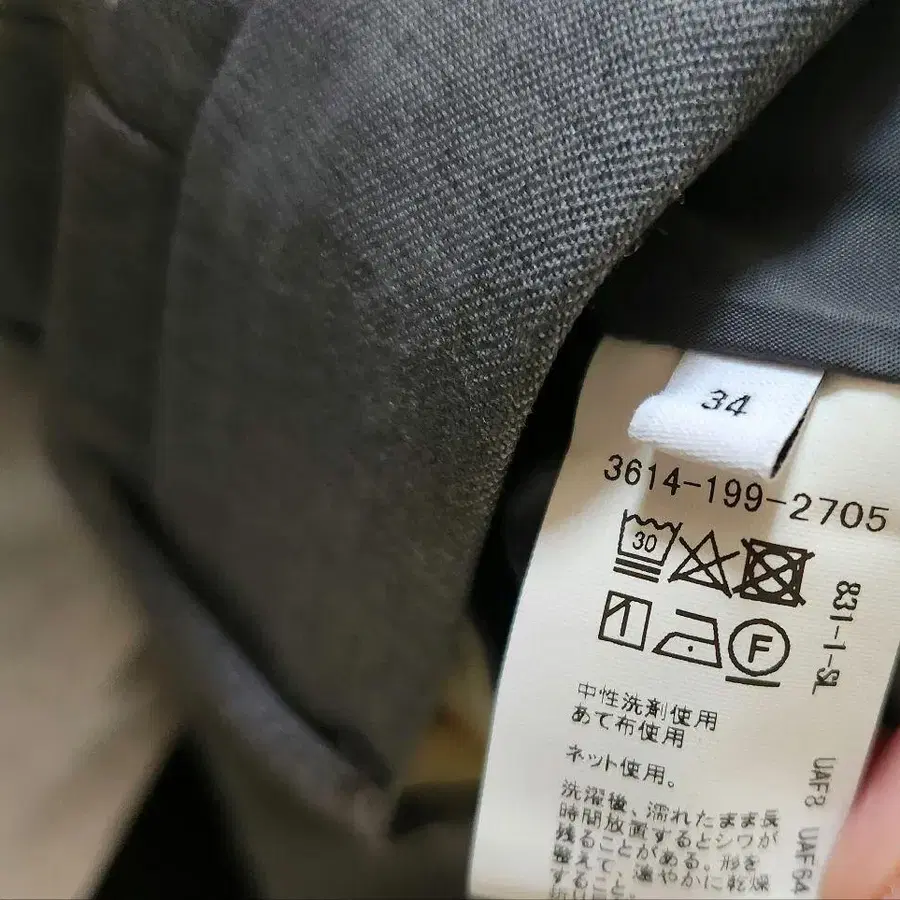 34
3614-199-2705
30
F
831-1-SL
中性洗剤使用
あて布使用
ネット使用。
洗濯後、濡れたまま長
時間放置するとシワが
残ることがある。形を
整えて、速やかに乾燥
すること
UAF8 UAF64